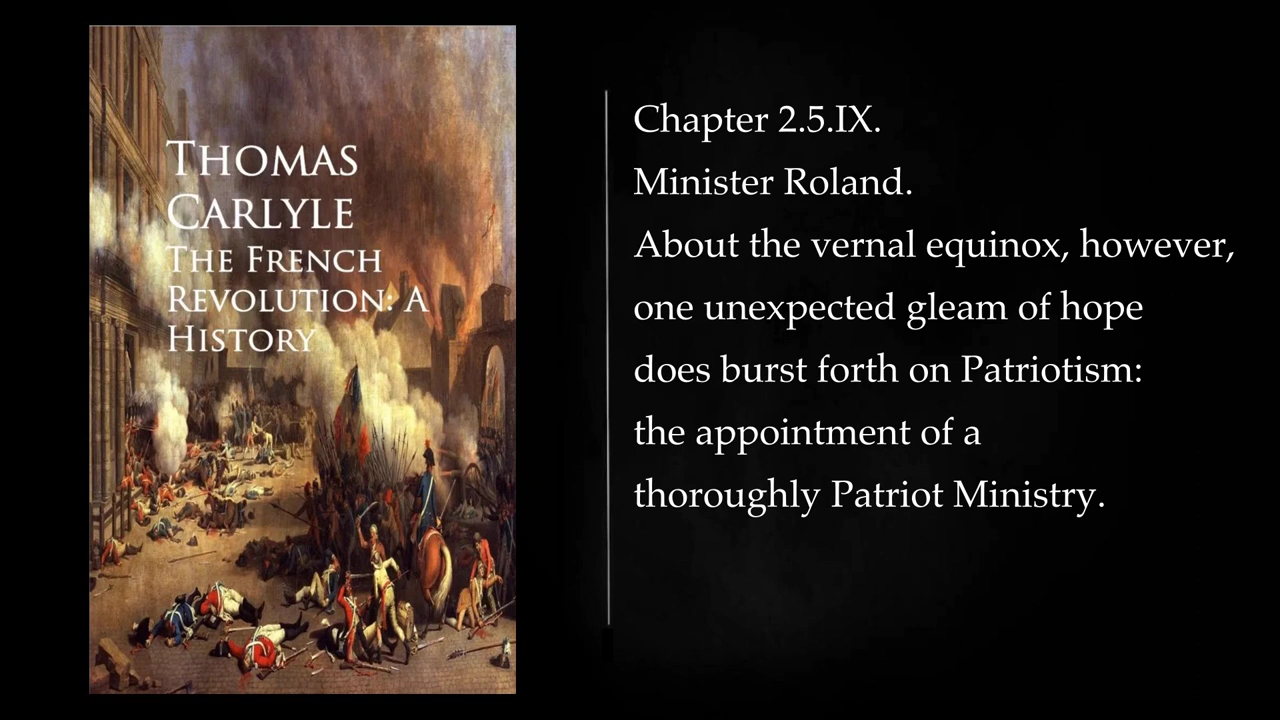 THOMAS
CARLYLE
THE FRENCH
REVOLUTION: A
HISTORY
Chapter 2.5.IX.
Minister Roland.
About the vernal equinox, however,
one unexpected gleam of hope
does burst forth on Patriotism:
the appointment of a
thoroughly Patriot Ministry.